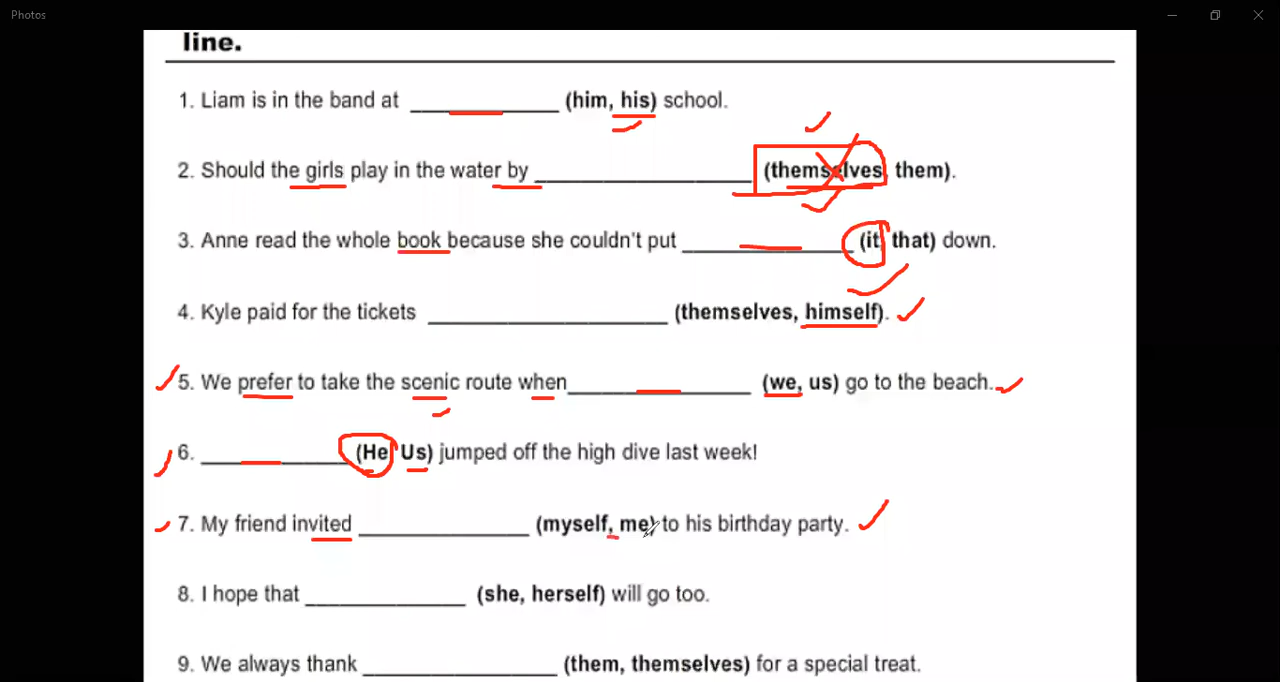 Photos
line.
1. Liam is in the band at ______________ (him, his) school.
2. Should the girls play in the water by ____________________ (themselves, them).
3. Anne read the whole book because she couldn't put ________________ (it, that) down.
4. Kyle paid for the tickets ______________________ (themselves, himself).
5. We prefer to take the scenic route when_________________ (we, us) go to the beach.
6. ______________ (He, Us) jumped off the high dive last week!
7. My friend invited ________________ (myself, me) to his birthday party.
8. I hope that _______________ (she, herself) will go too.
9. We always thank __________________ (them, themselves) for a special treat.